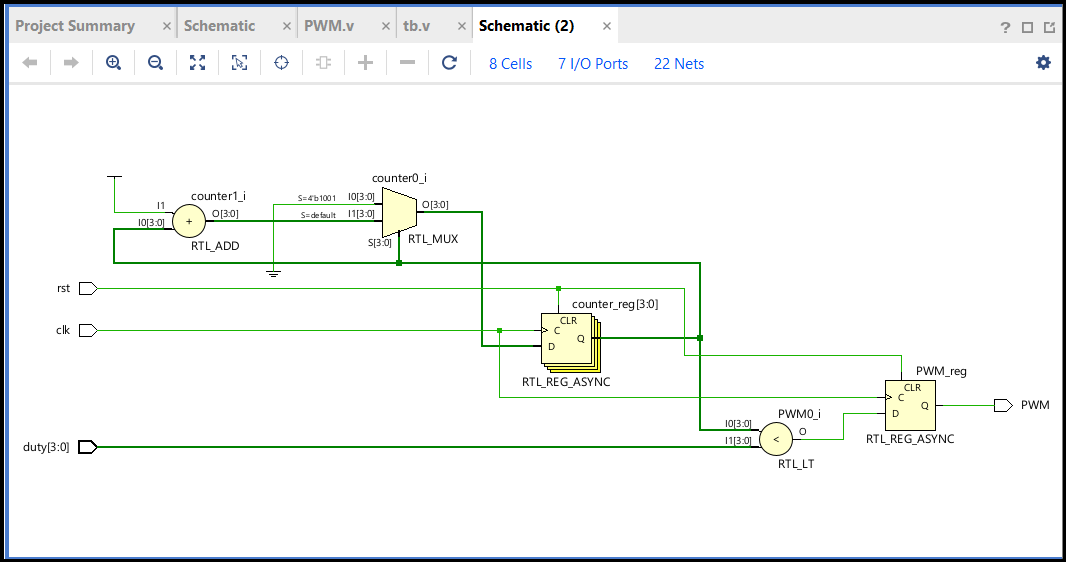 Project Summary × Schematic × PWM.v × tb.v × Schematic (2) ×
8 Cells 7 I/O Ports 22 Nets
counter0_i
counter1_i
S=4'b1001 I0[3:0]
I1 O[3:0] S=default I1[3:0] O[3:0]
I0[3:0] +
S[3:0] RTL_MUX
RTL_ADD
rst
counter_reg[3:0]
CLR
clk C
Q
D
PWM_reg
RTL_REG_ASYNC
CLR
C
Q PWM
D
PWM0_i
I0[3:0] O
< RTL_REG_ASYNC
duty[3:0] I1[3:0]
RTL_LT